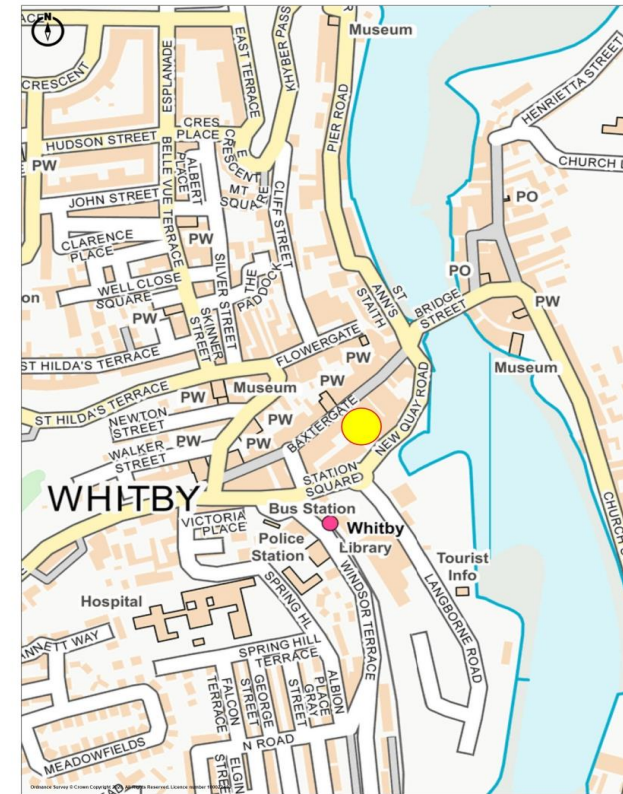 N
Museum
CRESCENT
ESPLANADE
EAST TERRACE
KHYBER PASS
PIER ROAD
HENRIETTA STREET
CHURCH L
HUDSON STREET
CRES
PLACE
CRESCENT
PW
BELLE VUE TERRACE
ALBERT
PLACE
MT
SQUARE
CLIFF STREET
JOHN STREET
PO
CLARENCE
PLACE
PW
SILVER STREET
THE
PADDOCK
PO
WELL CLOSE
SQUARE
ST
ANN'S
STAITH
BRIDGE
STREET
PW
on
PW
SKINNER
STREET
FLOWERGATE
PW
ST HILDA'S TERRACE
Museum
ST HILDA'S TERRACE
Museum
PW
PW
NEWTON
STREET
BAXTERGATE
NEW QUAY ROAD
WALKER
STREET
PW
PW
STATION
SQUARE
WHITBY
CHURCH
VICTORIA
PLACE
Bus Station
Whitby
Police
Station
Library
Tourist
Info
SPRING HL
WINDSOR TERRACE
LANGBORNE ROAD
Hospital
ANNETT WAY
SPRING HILL
TERRACE
FALCON
TERRACE
GEORGE
STREET
GRAY
STREET
ALBION
PLACE
N ROAD
MEADOWFIELDS
ELGIN